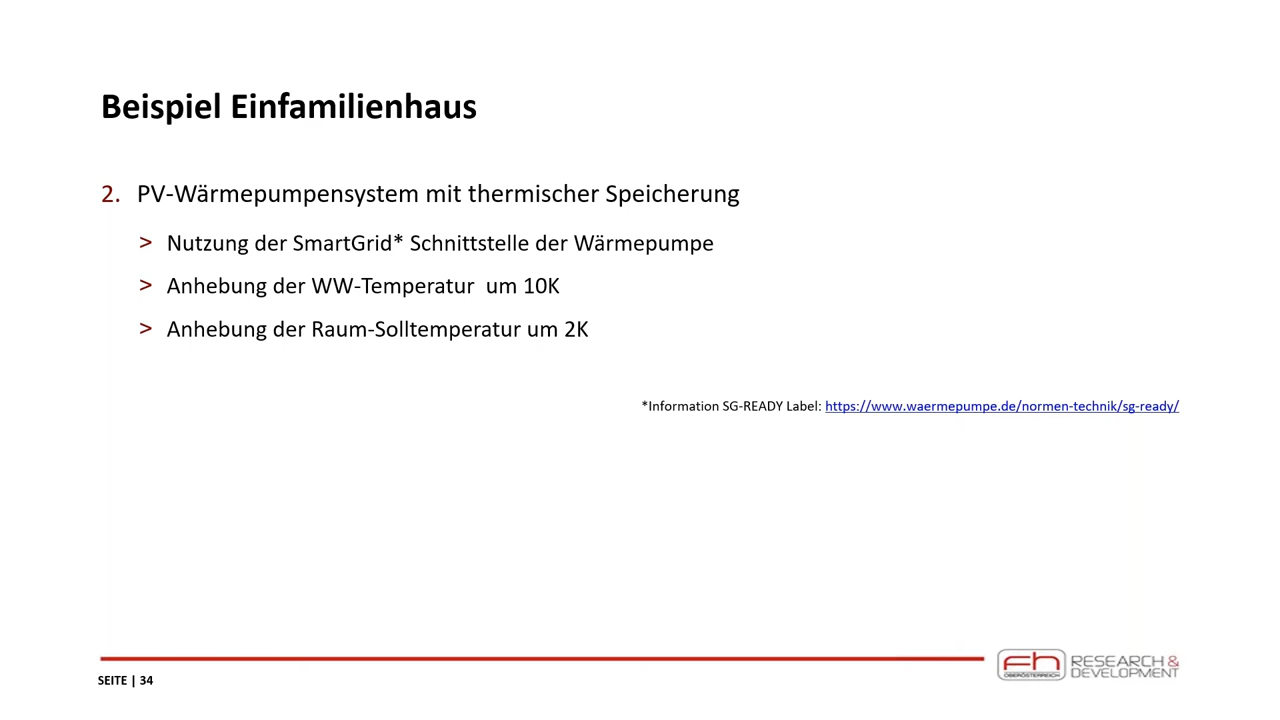 Beispiel Einfamilienhaus
2. PV-Wärmepumpensystem mit thermischer Speicherung
> Nutzung der SmartGrid* Schnittstelle der Wärmepumpe
> Anhebung der WW-Temperatur  um 10K
> Anhebung der Raum-Solltemperatur um 2K
*Information SG-READY Label: https://www.waermepumpe.de/normen-technik/sg-ready/
SEITE | 34
fh
OBERÖSTERREICH
RESEARCH &
DEVELOPMENT